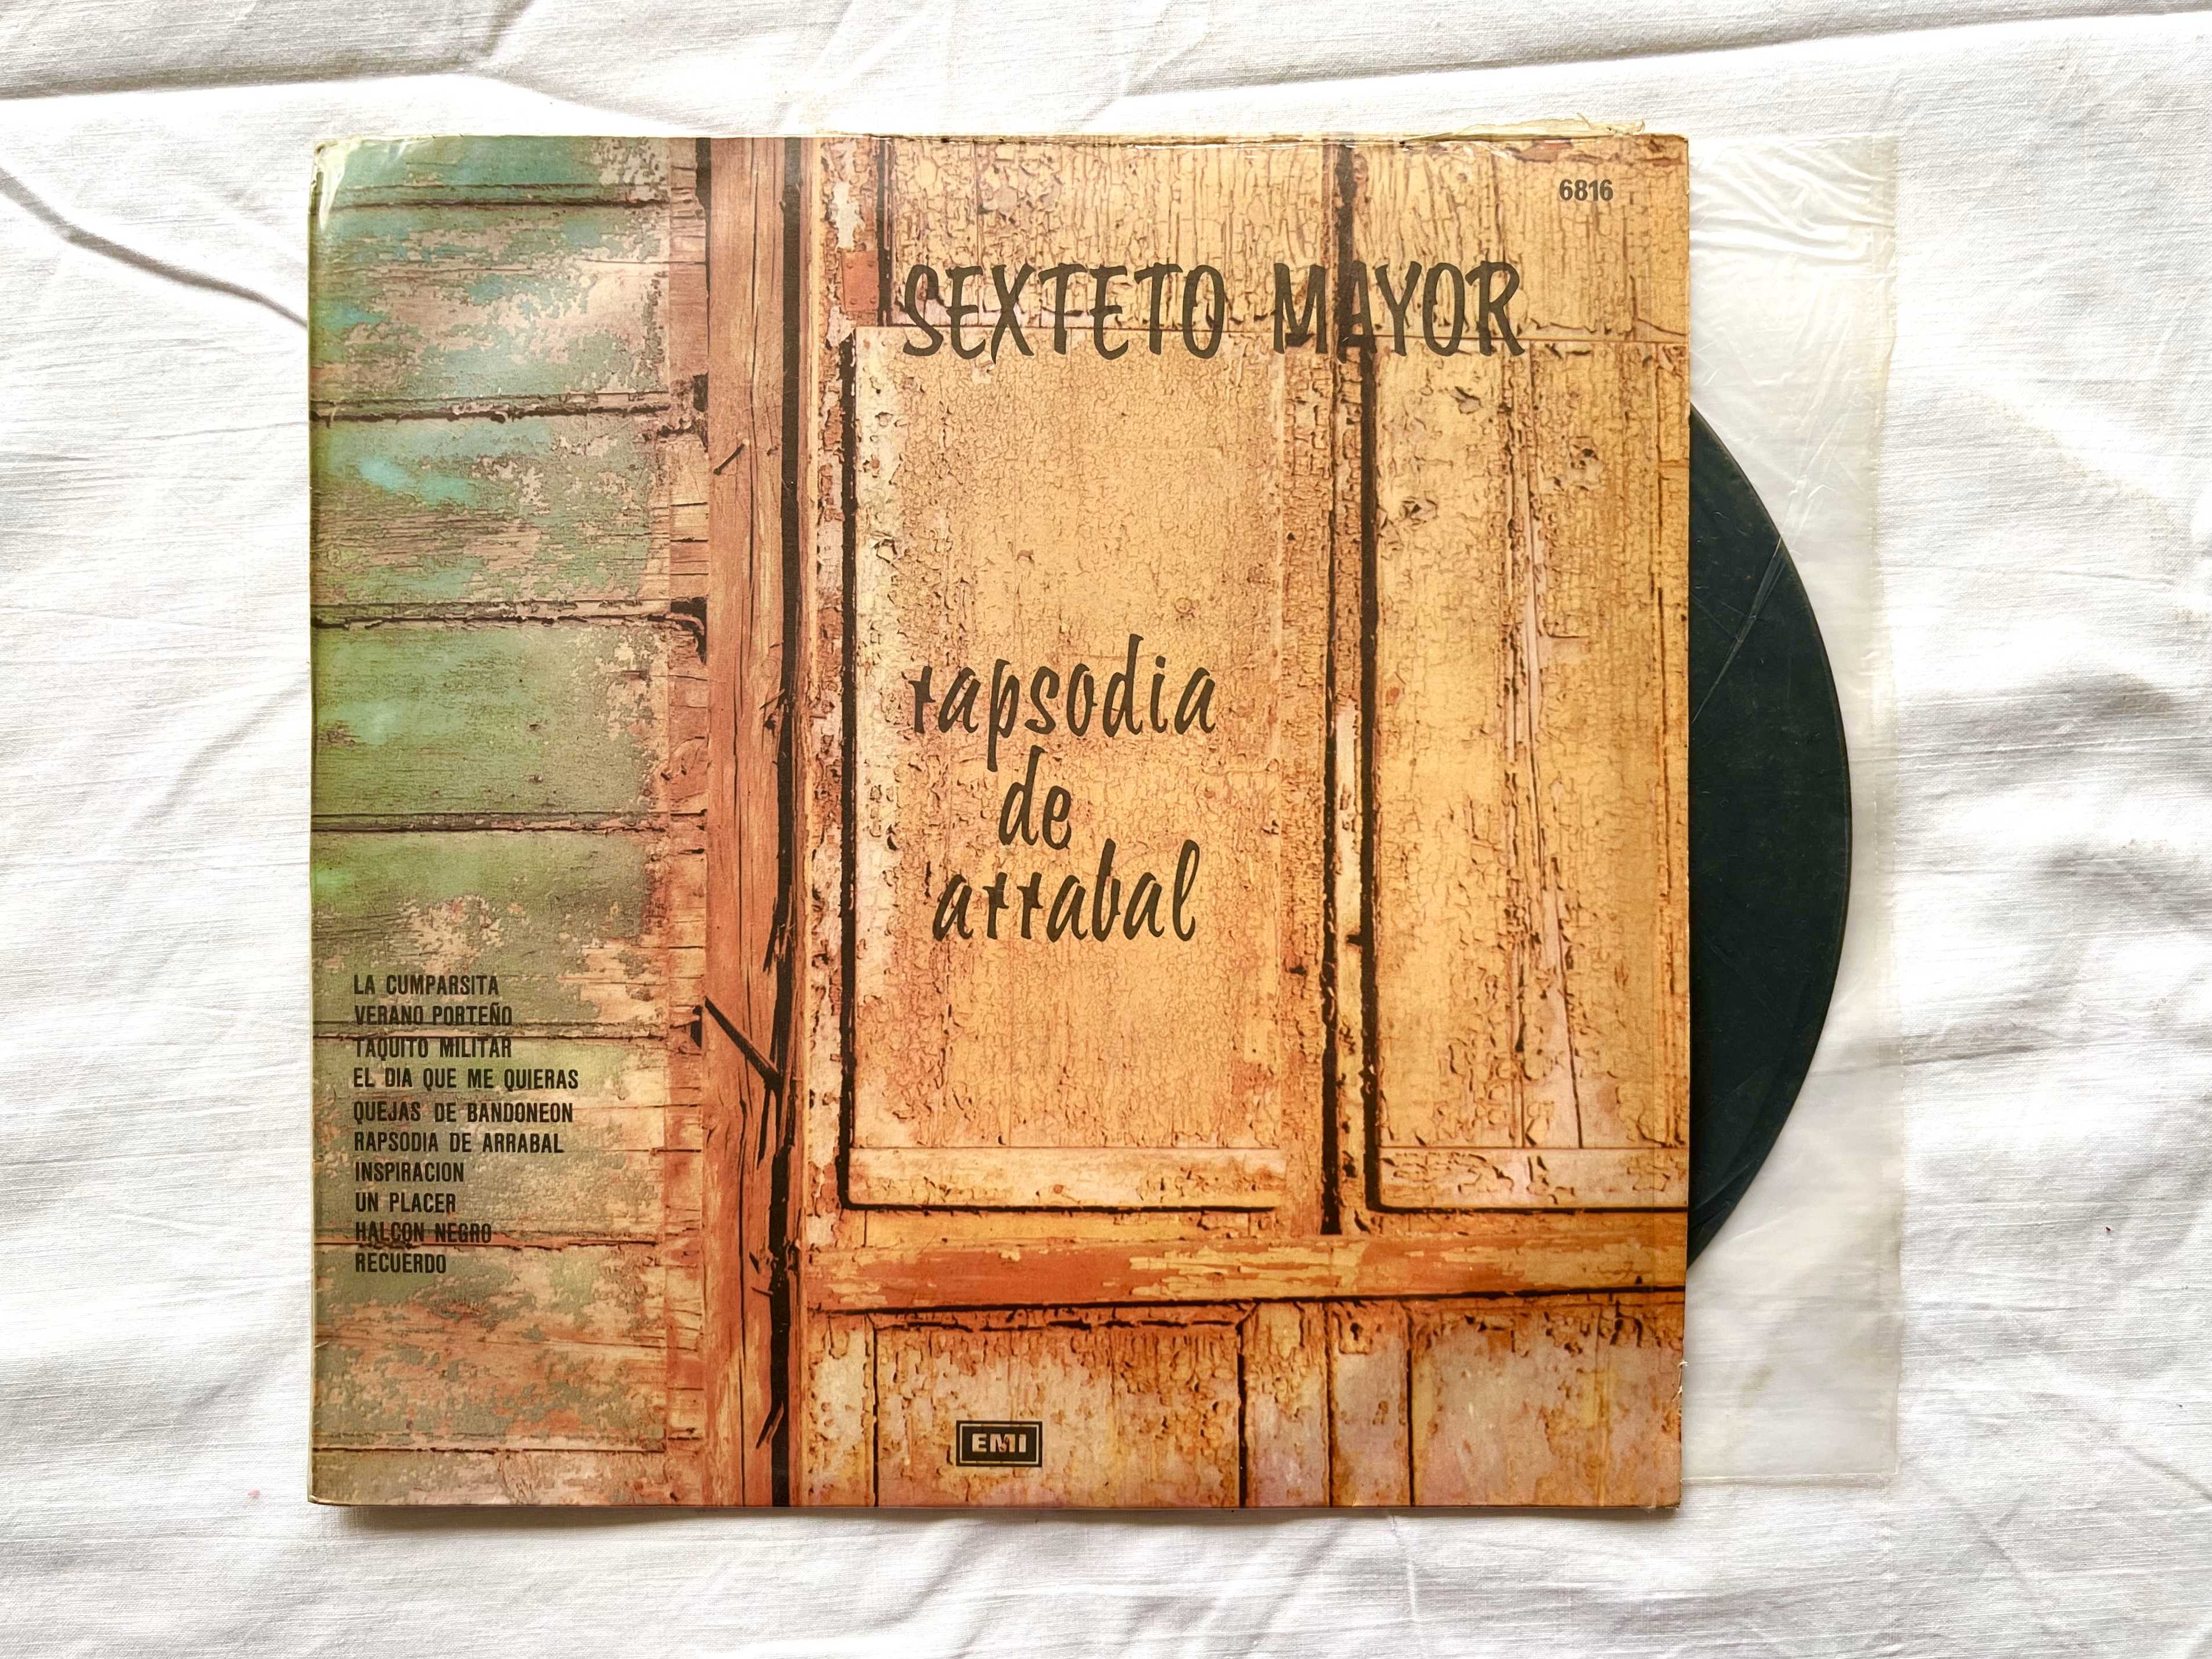 6816
SEXTETO MAYOR
rapsodia
de
arrabal
LA CUMPARSITA
VERANO PORTEÑO
TAQUITO MILITAR
EL DIA QUE ME QUIERAS
QUEJAS DE BANDONEON
RAPSODIA DE ARRABAL
INSPIRACION
UN PLACER
HALCON NEGRO
RECUERDO
EMI